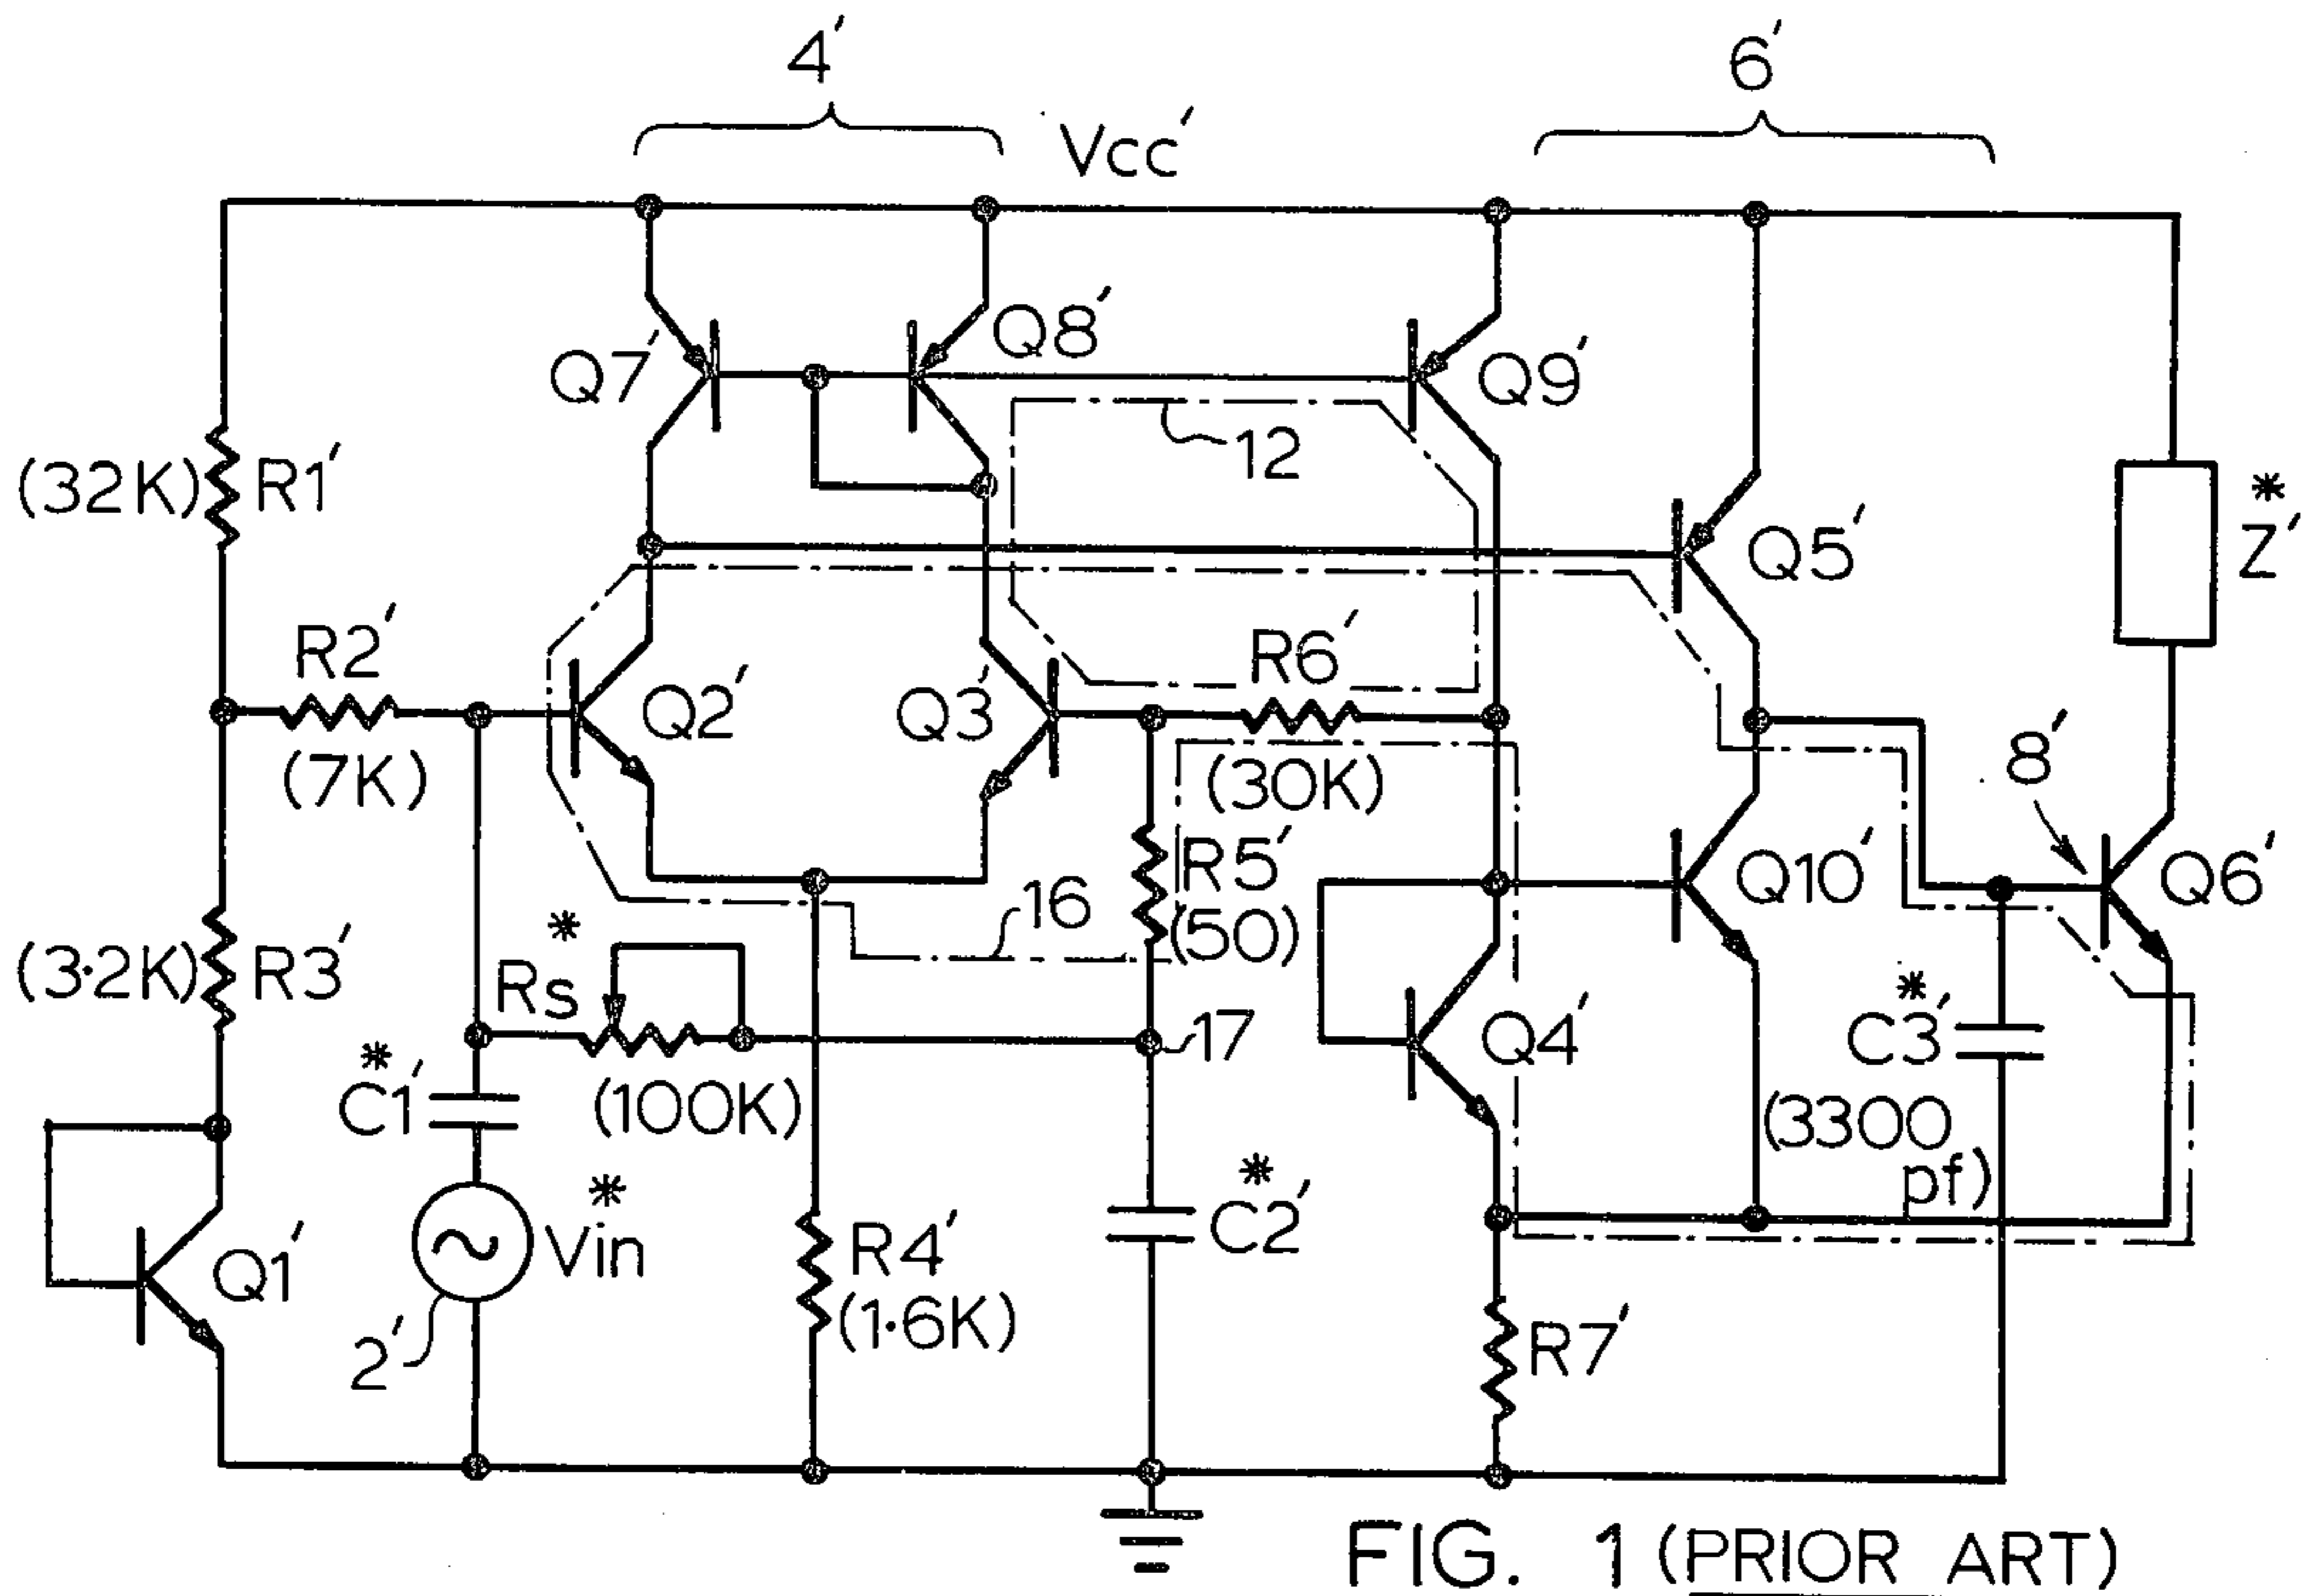 4′
6′
Vcc′
Q7′
Q8′
Q9′
12
(32K)
R1′
*
Z′
Q5′
R2′
(7K)
Q2′
Q3′
R6′
(30K)
8′
R5′
(50)
Q10′
Q6′
16
(3·2K)
R3′
*
Rs
(100K)
17
Q4′
*
C3′
(3300
pf)
*
C1′
*
Vin
*
C2′
Q1′
R4′
(1·6K)
2′
R7′
FIG. 1 (PRIOR ART)